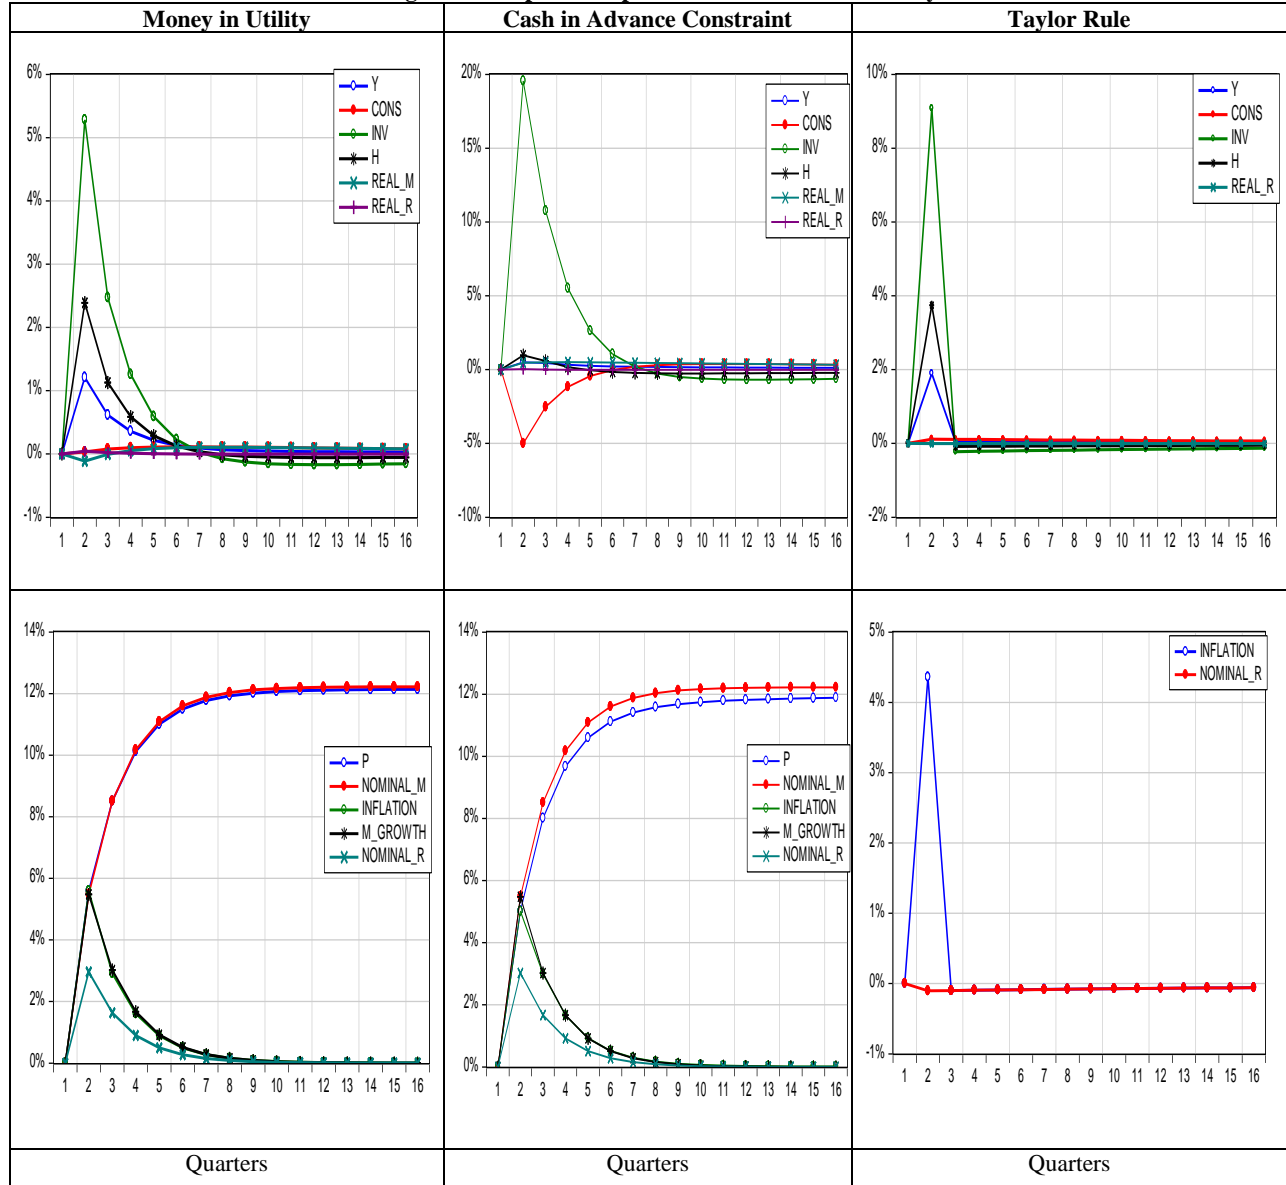 Money in Utility
Cash in Advance Constraint
Taylor Rule
6%
5%
4%
3%
2%
1%
0%
-1%
Y
CONS
INV
H
REAL_M
REAL_R
1 2 3 4 5 6 7 8 9 10 11 12 13 14 15 16
20%
15%
10%
5%
0%
-5%
-10%
Y
CONS
INV
H
REAL_M
REAL_R
1 2 3 4 5 6 7 8 9 10 11 12 13 14 15 16
10%
8%
6%
4%
2%
0%
-2%
Y
CONS
INV
H
REAL_R
1 2 3 4 5 6 7 8 9 10 11 12 13 14 15 16
14%
12%
10%
8%
6%
4%
2%
0%
P
NOMINAL_M
INFLATION
M_GROWTH
NOMINAL_R
1 2 3 4 5 6 7 8 9 10 11 12 13 14 15 16
14%
12%
10%
8%
6%
4%
2%
0%
P
NOMINAL_M
INFLATION
M_GROWTH
NOMINAL_R
1 2 3 4 5 6 7 8 9 10 11 12 13 14 15 16
5%
4%
3%
2%
1%
0%
-1%
INFLATION
NOMINAL_R
1 2 3 4 5 6 7 8 9 10 11 12 13 14 15 16
Quarters
Quarters
Quarters